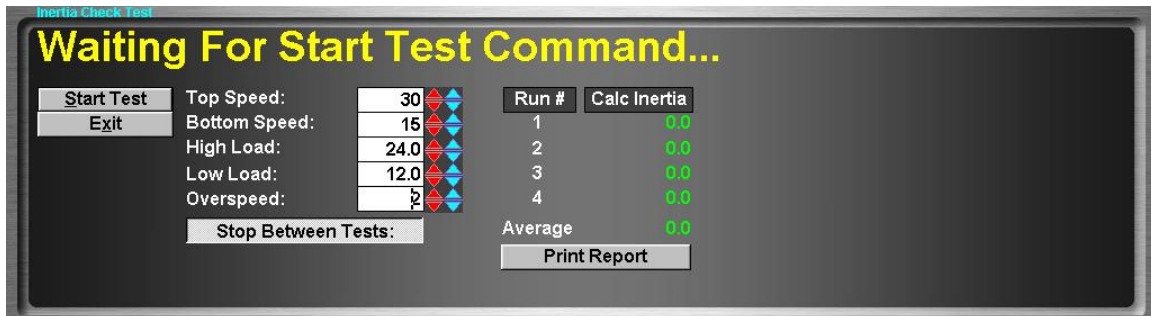 Inertia Check Test
Waiting For Start Test Command...
Start Test Top Speed: 30 Run # Calc Inertia
Exit Bottom Speed: 15 1 0.0
High Load: 24.0 2 0.0
Low Load: 12.0 3 0.0
Overspeed: 2 4 0.0
Stop Between Tests: Average 0.0
Print Report